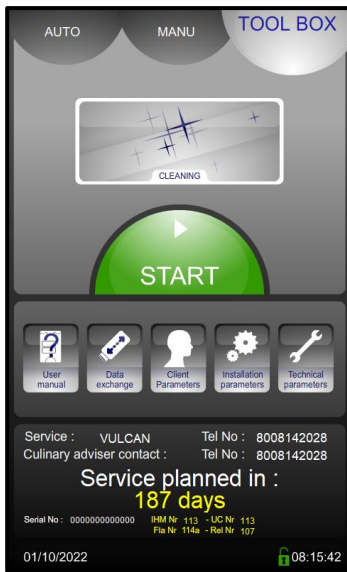 AUTO MANU TOOL BOX
CLEANING
START
User manual
Data exchange
Client Parameters
Installation parameters
Technical parameters
Service : VULCAN Tel No : 8008142028
Culinary adviser contact : Tel No : 8008142028
Service planned in :
187 days
Serial No : 0000000000000 IHM Nr 113 - UC Nr 113
Fla Nr 114a - Rel Nr 107
01/10/2022 08:15:42